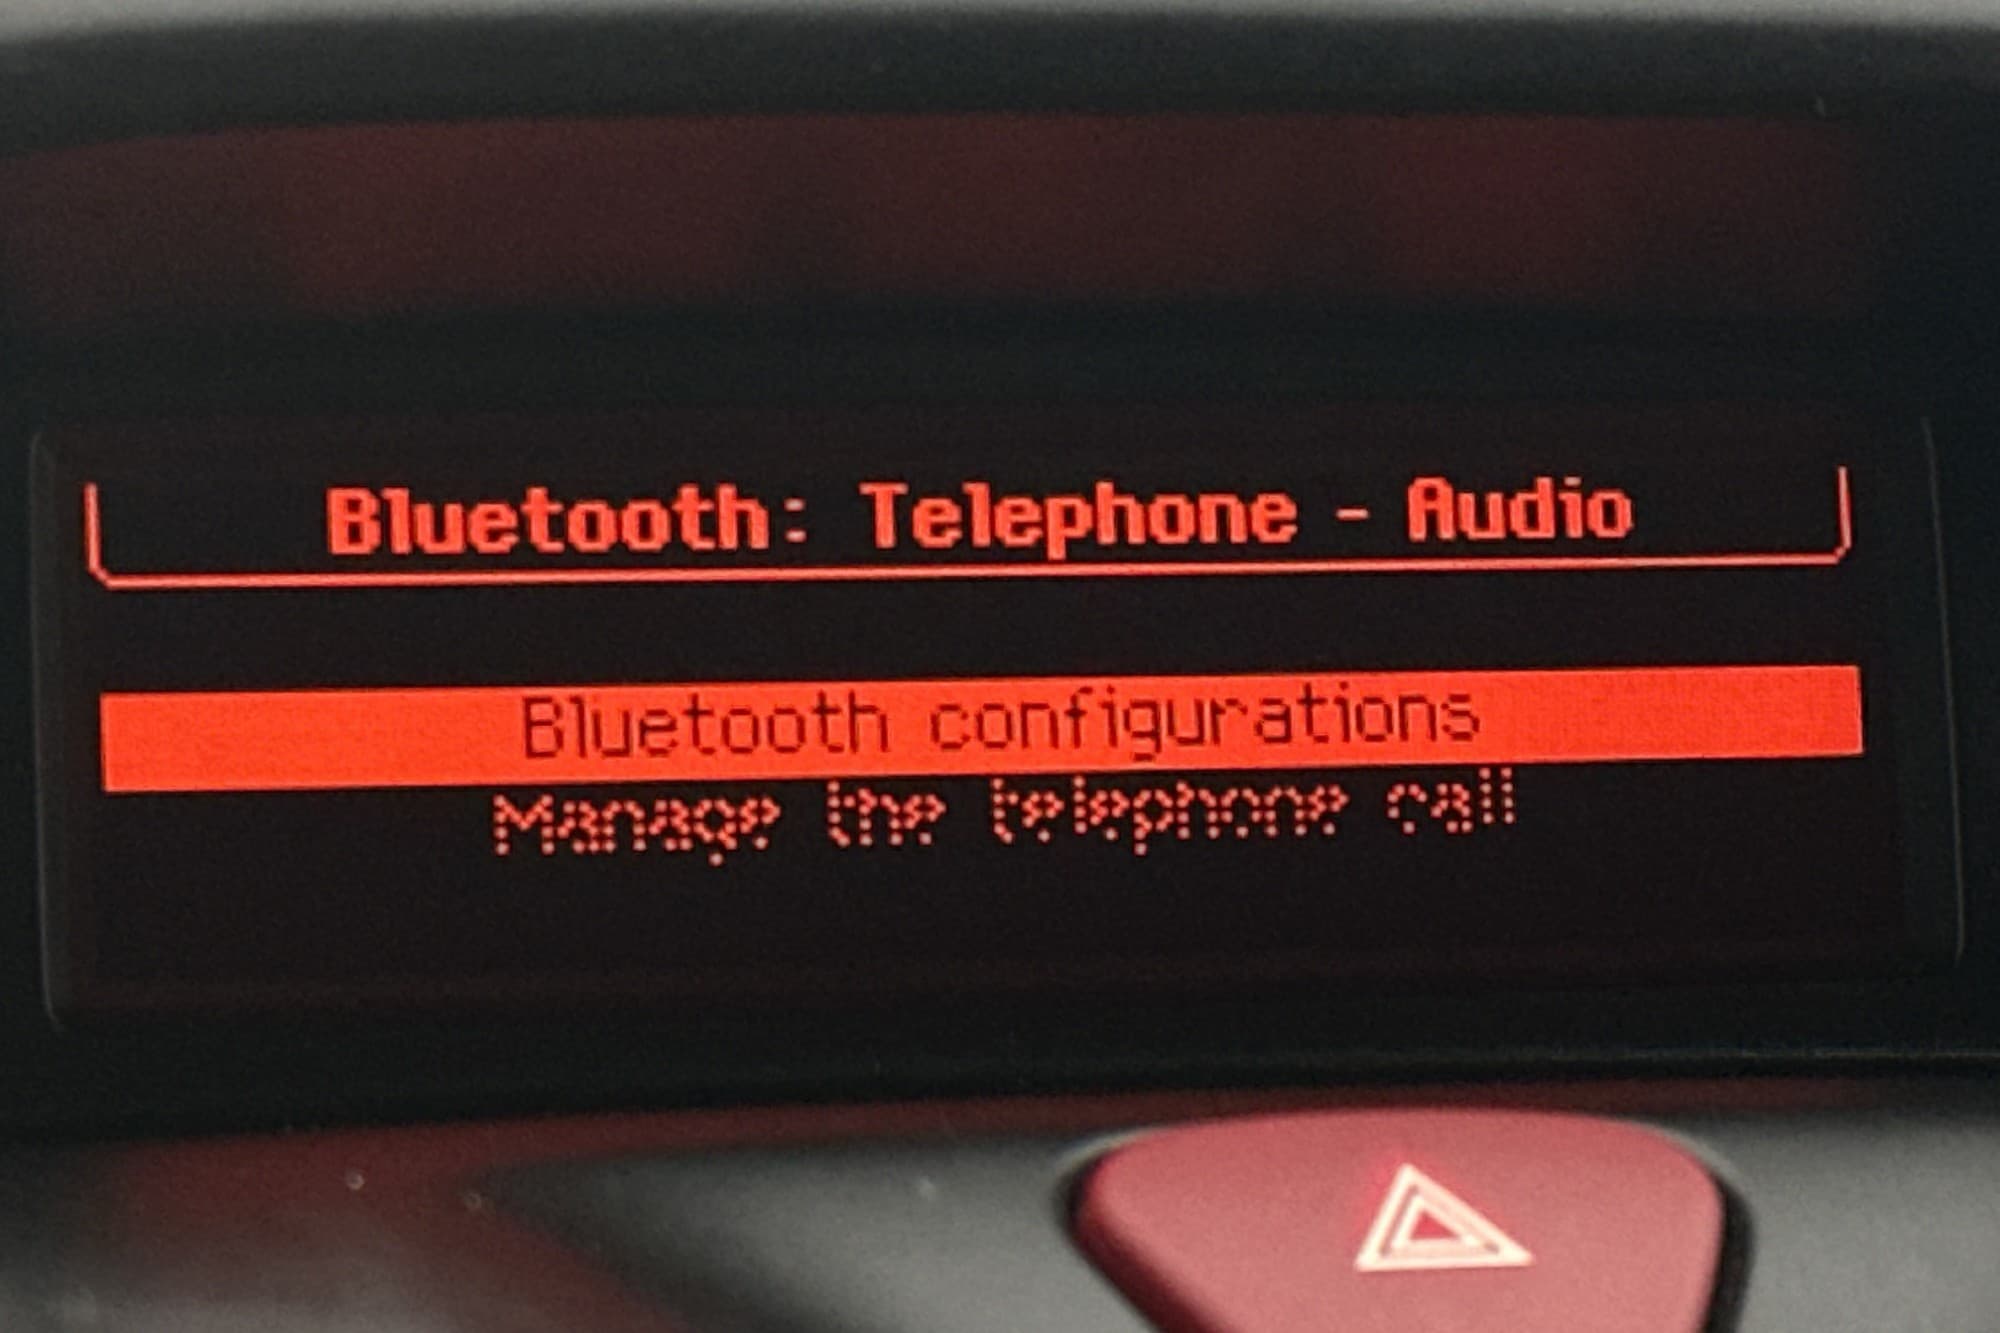 Bluetooth: Telephone - Audio
Bluetooth configurations
Manage the telephone call